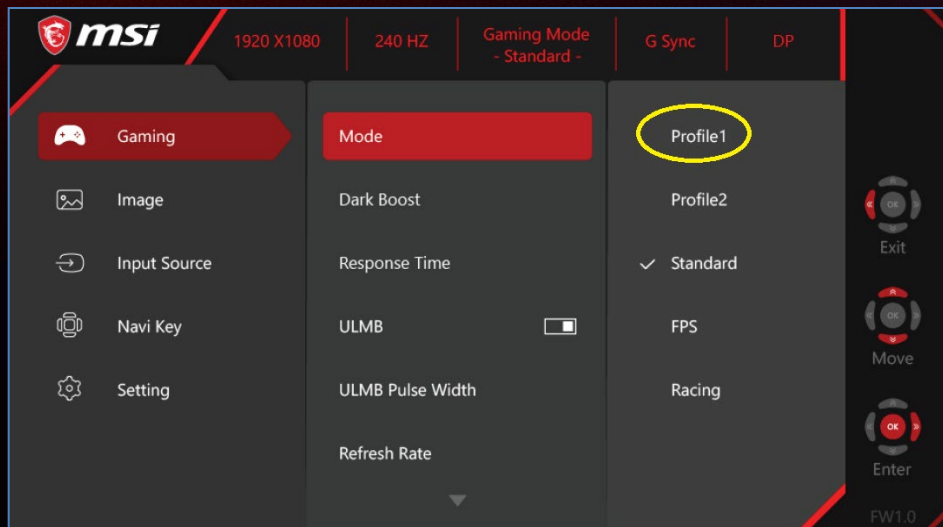 msi
1920 X1080
240 HZ
Gaming Mode
- Standard -
G Sync
DP
Gaming
Image
Input Source
Navi Key
Setting
Mode
Dark Boost
Response Time
ULMB
ULMB Pulse Width
Refresh Rate
Profile1
Profile2
Standard
FPS
Racing
OK
Exit
OK
Move
OK
Enter
FW1.0